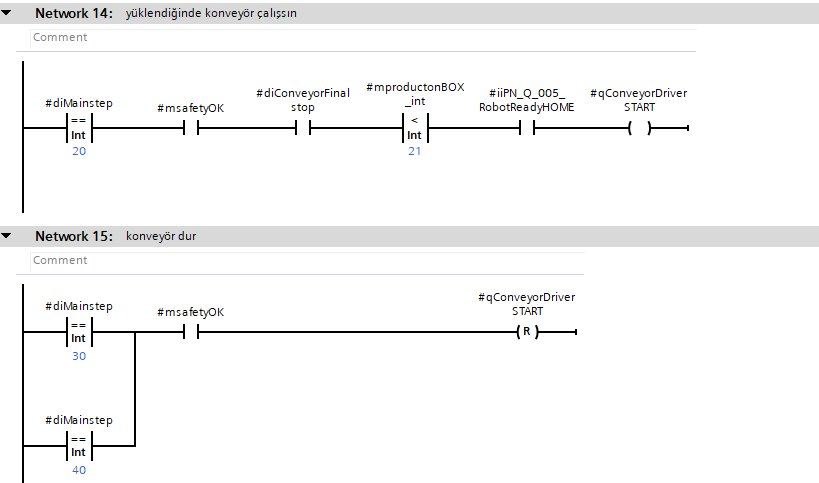 Network 14: yüklendiğinde konveyör çalışsın
Comment
#diMainstep
==
Int
20
#msafetyOK
#diConveyorFinal
stop
#mproductonBOX
_int
<
Int
21
#iiPN_Q_005_
RobotReadyHOME
#qConveyorDriver
START
Network 15: konveyör dur
Comment
#diMainstep
==
Int
30
#msafetyOK
#qConveyorDriver
START
R
#diMainstep
==
Int
40